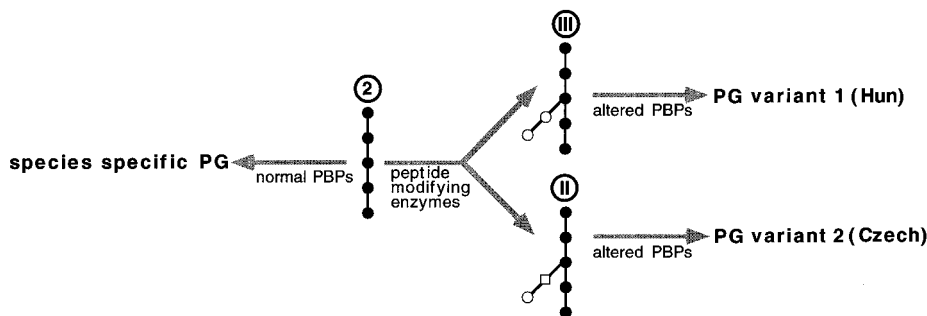 III
2
altered PBPs
PG variant 1 (Hun)
species specific PG
normal PBPs
peptide
modifying
enzymes
II
altered PBPs
PG variant 2 (Czech)